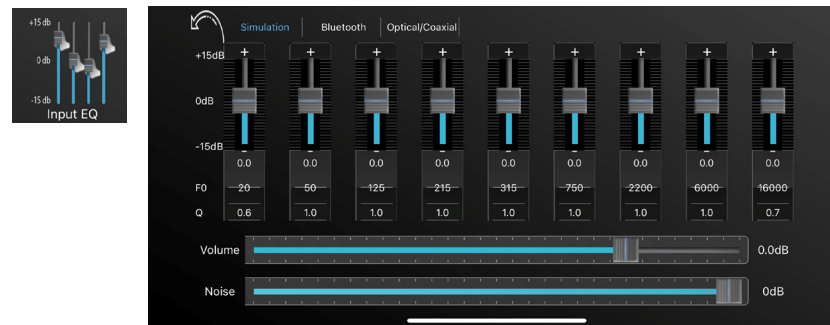 +15 db
0 db
-15 db
Input EQ
Simulation Bluetooth Optical/Coaxial
+ + + + + + + + +
+15dB
0dB
-15dB
0.0 0.0 0.0 0.0 0.0 0.0 0.0 0.0 0.0
F0 20 50 125 215 315 750 2200 6000 16000
Q 0.6 1.0 1.0 1.0 1.0 1.0 1.0 1.0 0.7
Volume 0.0dB
Noise 0dB